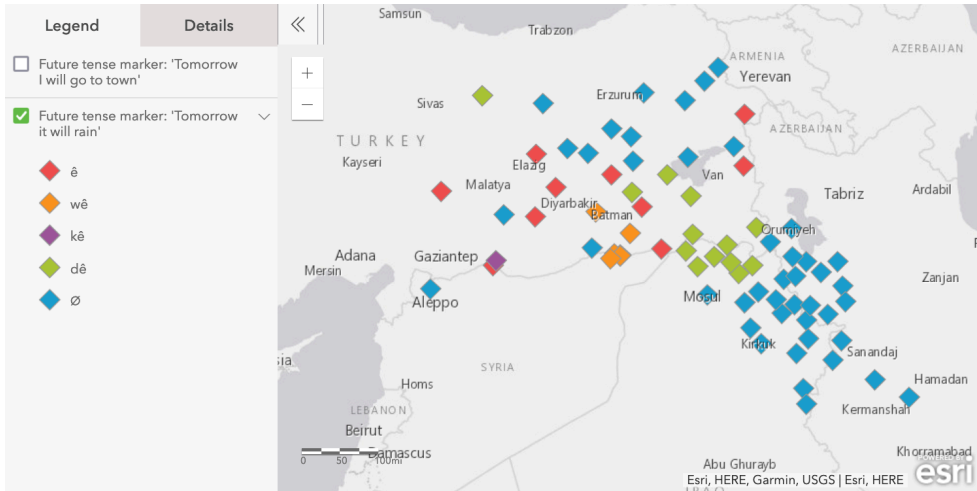 Legend
Details
Future tense marker: 'Tomorrow
I will go to town'
Future tense marker: 'Tomorrow
it will rain'
ê
wê
kê
dê
Ø
+
−
Samsun
Trabzon
ARMENIA
AZERBAIJAN
Yerevan
Sivas
Erzurum
AZERBAIJAN
TURKEY
Kayseri
Elazig
Malatya
Van
Tabriz
Ardabil
Diyarbakir
Batman
Orumiyeh
Adana
Gaziantep
Mersin
Zanjan
Aleppo
Mosul
Kirkuk
Sanandaj
SYRIA
Homs
Hamadan
LEBANON
Kermanshah
Beirut
Damascus
0 50 100mi
Khorramabad
Abu Ghurayb
POWERED BY
esri
Esri, HERE, Garmin, USGS | Esri, HERE